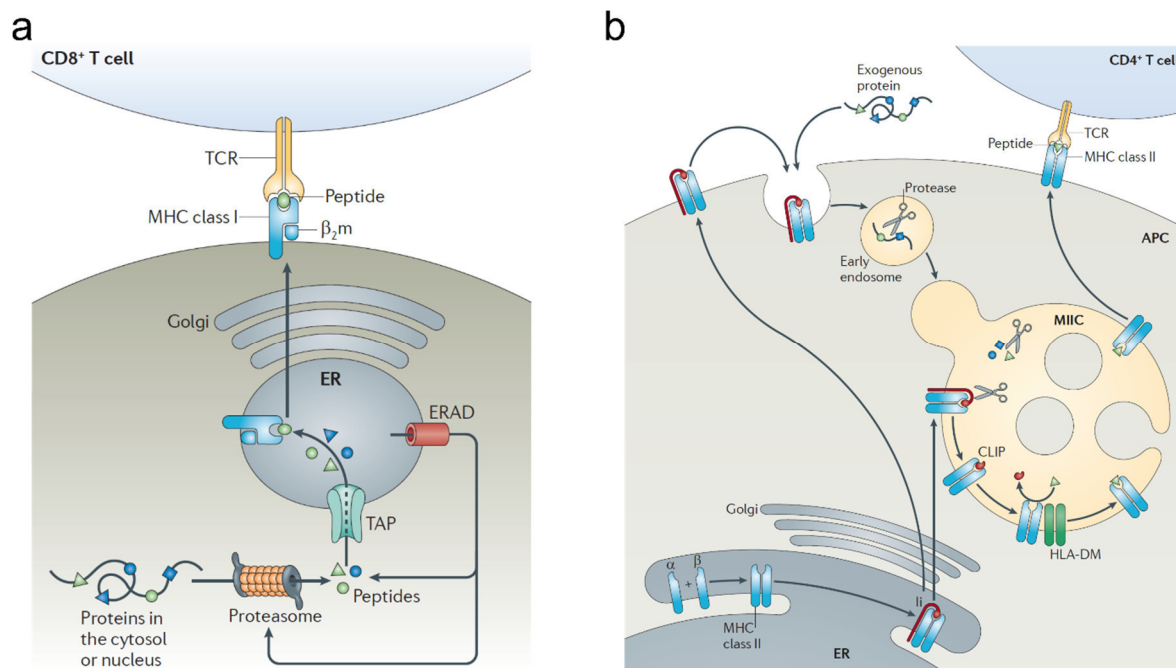 a
CD8+ T cell
TCR
Peptide
MHC class I
β2m
Golgi
ER
ERAD
TAP
Peptides
Proteasome
Proteins in
the cytosol
or nucleus
b
Exogenous
protein
CD4+ T cell
TCR
Peptide
MHC class II
Protease
Early
endosome
APC
MIIC
CLIP
HLA-DM
Golgi
α
+
β
Ii
MHC
class II
ER